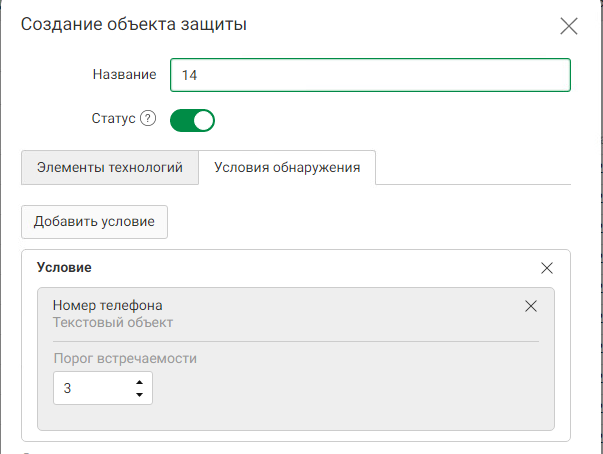 Создание объекта защиты
Название 14
Статус ?
Элементы технологий Условия обнаружения
Добавить условие
Условие
Номер телефона
Текстовый объект
Порог встречаемости
3